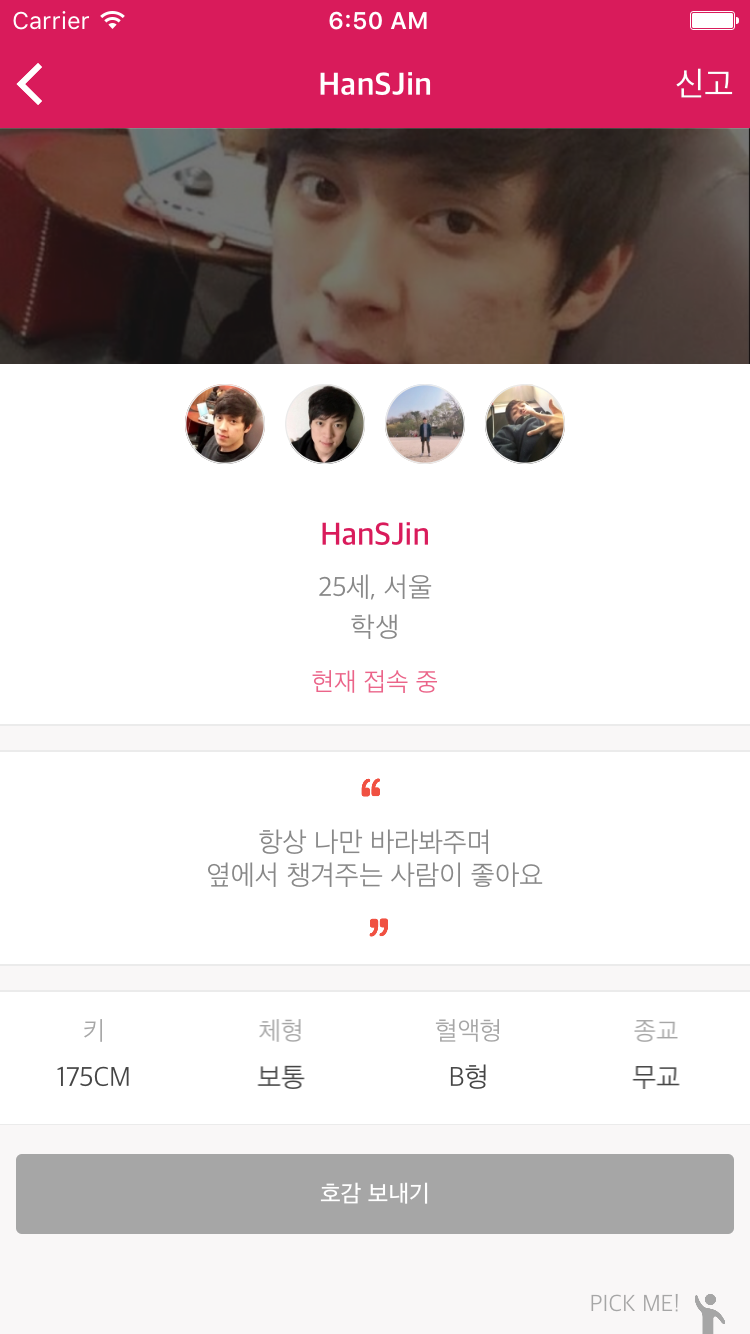 Carrier 6:50 AM
HanSJin 신고
HanSJin
25세, 서울
학생
현재 접속 중
“
항상 나만 바라봐주며
옆에서 챙겨주는 사람이 좋아요
”
키 체형 혈액형 종교
175CM 보통 B형 무교
호감 보내기
PICK ME!